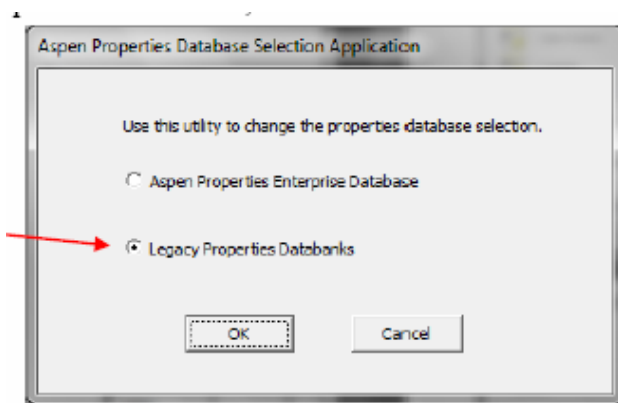 Aspen Properties Database Selection Application
Use this utility to change the properties database selection.
Aspen Properties Enterprise Database
Legacy Properties Databanks
OK
Cancel